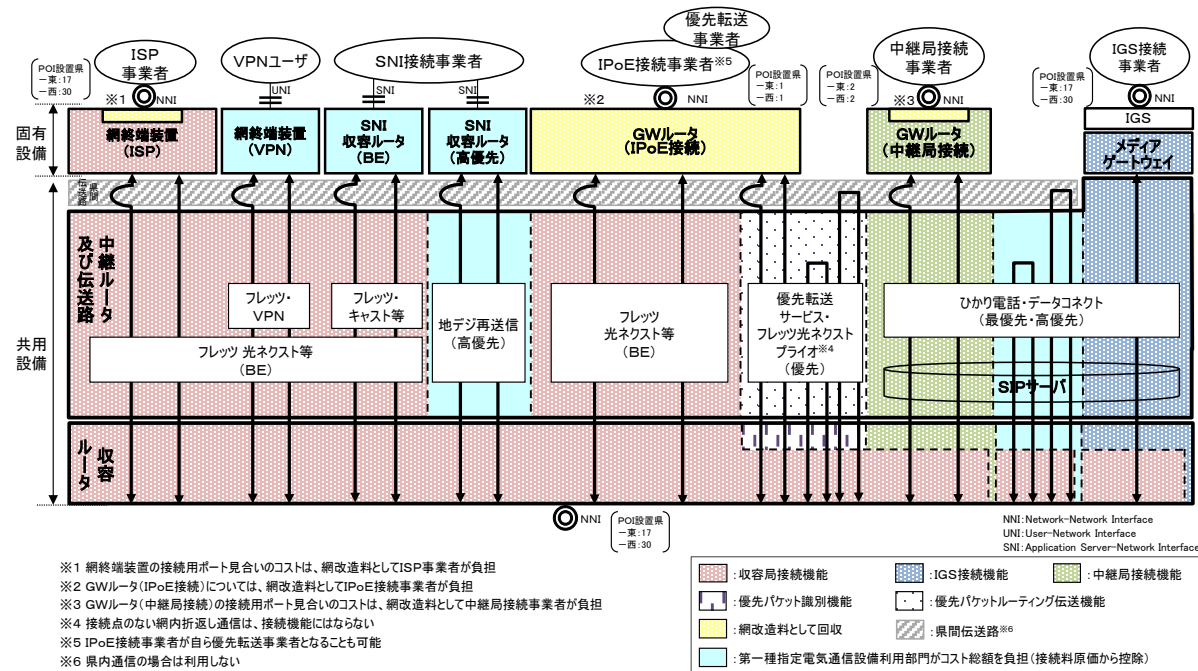 優先転送
事業者
ISP
事業者
VPNユーザ
SNI接続事業者
IPoE接続事業者※5
中継局接続
事業者
IGS接続
事業者
POI設置県
－東:17
－西:30
※1
NNI
UNI
SNI
SNI
※2
NNI
POI設置県
－東:1
－西:1
POI設置県
－東:2
－西:2
※3
NNI
POI設置県
－東:17
－西:30
NNI
固有
設備
網終端装置
(ISP)
網終端装置
(VPN)
SNI
収容ルータ
(BE)
SNI
収容ルータ
(高優先)
GWルータ
(IPoE接続)
GWルータ
(中継局接続)
IGS
メディア
ゲートウェイ
県間
伝送路
共用
設備
中継ルータ
及び伝送路
フレッツ・
VPN
フレッツ・
キャスト等
フレッツ 光ネクスト等
(BE)
地デジ再送信
(高優先)
フレッツ
光ネクスト等
(BE)
優先転送
サービス・
フレッツ光ネクスト
プライオ※4
(優先)
ひかり電話・データコネクト
(最優先・高優先)
SIPサーバ
収容
ルータ
NNI
POI設置県
－東:17
－西:30
NNI:Network-Network Interface
UNI:User-Network Interface
SNI:Application Server-Network Interface
※1 網終端装置の接続用ポート見合いのコストは、網改造料としてISP事業者が負担
※2 GWルータ(IPoE接続)については、網改造料としてIPoE接続事業者が負担
※3 GWルータ(中継局接続)の接続用ポート見合いのコストは、網改造料として中継局接続事業者が負担
※4 接続点のない網内折返し通信は、接続機能にはならない
※5 IPoE接続事業者が自ら優先転送事業者となることも可能
※6 県内通信の場合は利用しない
:収容局接続機能
:IGS接続機能
:中継局接続機能
:優先パケット識別機能
:優先パケットルーティング伝送機能
:網改造料として回収
:県間伝送路※6
:第一種指定電気通信設備利用部門がコスト総額を負担(接続料原価から控除)